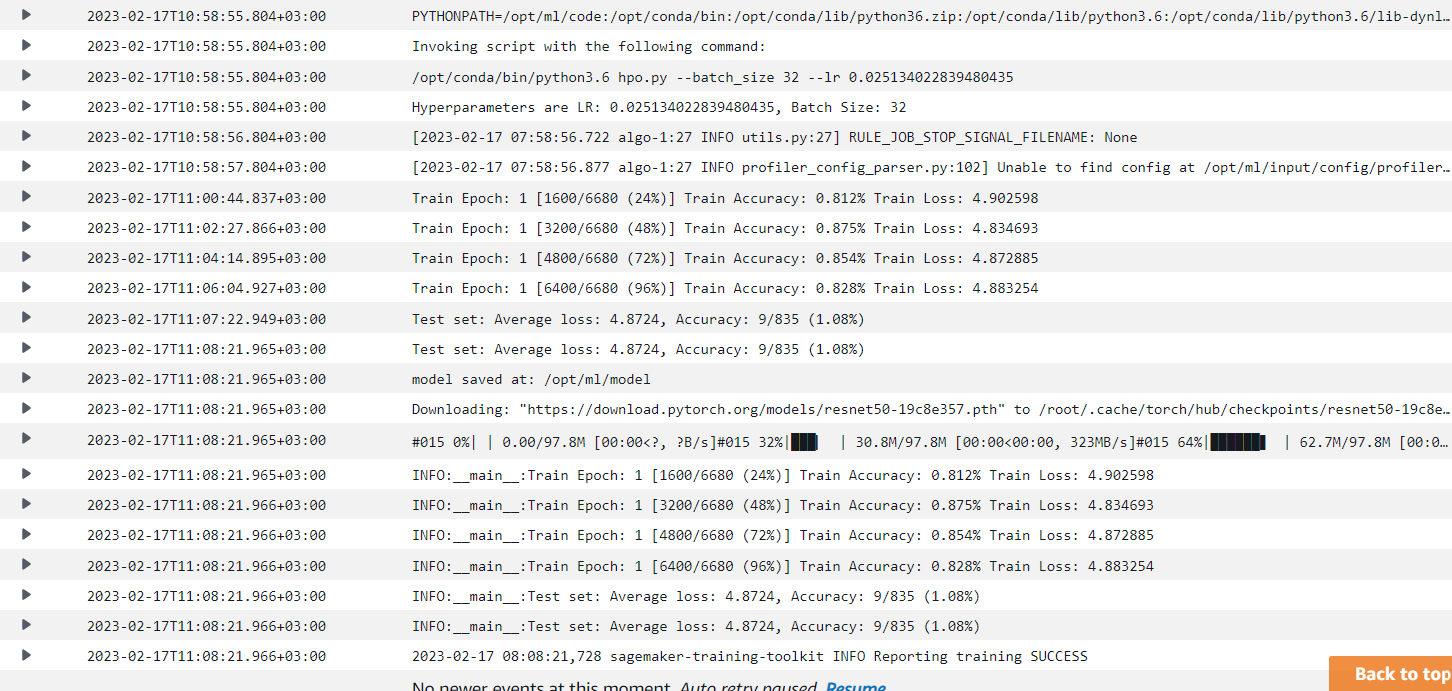 2023-02-17T10:58:55.804+03:00 PYTHONPATH=/opt/ml/code:/opt/conda/bin:/opt/conda/lib/python36.zip:/opt/conda/lib/python3.6:/opt/conda/lib/python3.6/lib-dynl…
2023-02-17T10:58:55.804+03:00 Invoking script with the following command:
2023-02-17T10:58:55.804+03:00 /opt/conda/bin/python3.6 hpo.py --batch_size 32 --lr 0.025134022839480435
2023-02-17T10:58:55.804+03:00 Hyperparameters are LR: 0.025134022839480435, Batch Size: 32
2023-02-17T10:58:56.804+03:00 [2023-02-17 07:58:56.722 algo-1:27 INFO utils.py:27] RULE_JOB_STOP_SIGNAL_FILENAME: None
2023-02-17T10:58:57.804+03:00 [2023-02-17 07:58:56.877 algo-1:27 INFO profiler_config_parser.py:102] Unable to find config at /opt/ml/input/config/profiler…
2023-02-17T11:00:44.837+03:00 Train Epoch: 1 [1600/6680 (24%)] Train Accuracy: 0.812% Train Loss: 4.902598
2023-02-17T11:02:27.866+03:00 Train Epoch: 1 [3200/6680 (48%)] Train Accuracy: 0.875% Train Loss: 4.834693
2023-02-17T11:04:14.895+03:00 Train Epoch: 1 [4800/6680 (72%)] Train Accuracy: 0.854% Train Loss: 4.872885
2023-02-17T11:06:04.927+03:00 Train Epoch: 1 [6400/6680 (96%)] Train Accuracy: 0.828% Train Loss: 4.883254
2023-02-17T11:07:22.949+03:00 Test set: Average loss: 4.8724, Accuracy: 9/835 (1.08%)
2023-02-17T11:08:21.965+03:00 Test set: Average loss: 4.8724, Accuracy: 9/835 (1.08%)
2023-02-17T11:08:21.965+03:00 model saved at: /opt/ml/model
2023-02-17T11:08:21.965+03:00 Downloading: "https://download.pytorch.org/models/resnet50-19c8e357.pth" to /root/.cache/torch/hub/checkpoints/resnet50-19c8e…
2023-02-17T11:08:21.965+03:00 #015 0%| | 0.00/97.8M [00:00<?, ?B/s]#015 32%|███▏ | 30.8M/97.8M [00:00<00:00, 323MB/s]#015 64%|██████▍ | 62.7M/97.8M [00:0…
2023-02-17T11:08:21.965+03:00 INFO:__main__:Train Epoch: 1 [1600/6680 (24%)] Train Accuracy: 0.812% Train Loss: 4.902598
2023-02-17T11:08:21.966+03:00 INFO:__main__:Train Epoch: 1 [3200/6680 (48%)] Train Accuracy: 0.875% Train Loss: 4.834693
2023-02-17T11:08:21.966+03:00 INFO:__main__:Train Epoch: 1 [4800/6680 (72%)] Train Accuracy: 0.854% Train Loss: 4.872885
2023-02-17T11:08:21.966+03:00 INFO:__main__:Train Epoch: 1 [6400/6680 (96%)] Train Accuracy: 0.828% Train Loss: 4.883254
2023-02-17T11:08:21.966+03:00 INFO:__main__:Test set: Average loss: 4.8724, Accuracy: 9/835 (1.08%)
2023-02-17T11:08:21.966+03:00 INFO:__main__:Test set: Average loss: 4.8724, Accuracy: 9/835 (1.08%)
2023-02-17T11:08:21.966+03:00 2023-02-17 08:08:21,728 sagemaker-training-toolkit INFO Reporting training SUCCESS
No newer events at this moment. Auto retry paused. Resume
Back to top